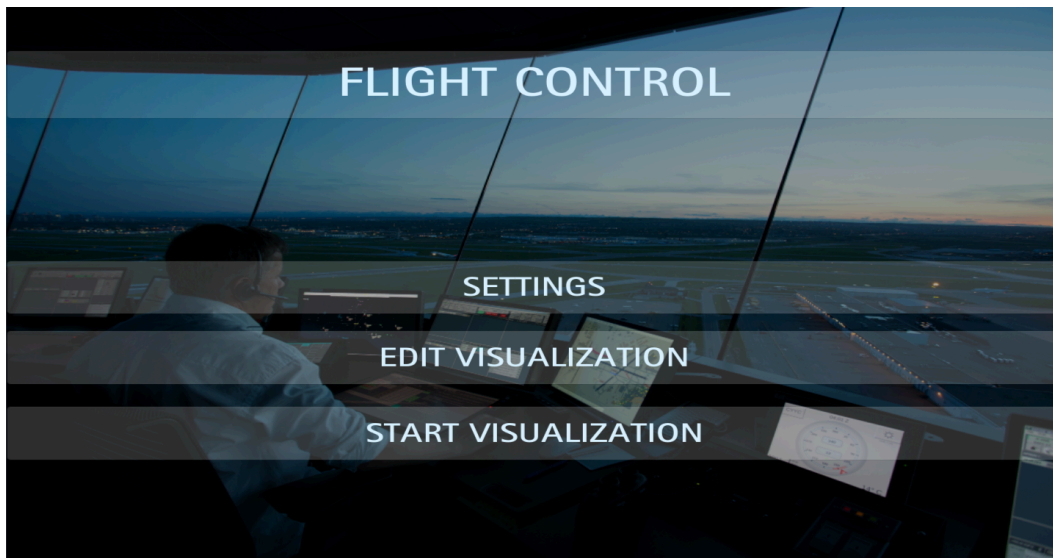 FLIGHT CONTROL
SETTINGS
EDIT VISUALIZATION
START VISUALIZATION